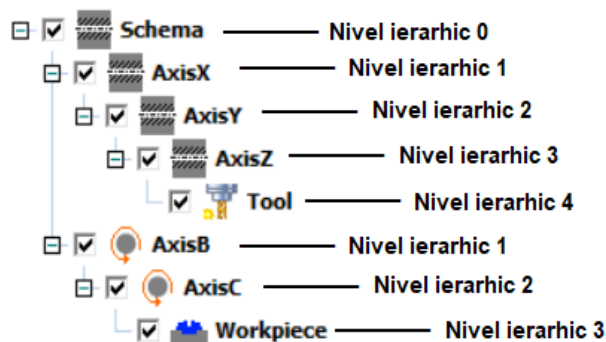 Schema Nivel ierarhic 0
AxisX Nivel ierarhic 1
AxisY Nivel ierarhic 2
AxisZ Nivel ierarhic 3
Tool Nivel ierarhic 4
AxisB Nivel ierarhic 1
AxisC Nivel ierarhic 2
Workpiece Nivel ierarhic 3